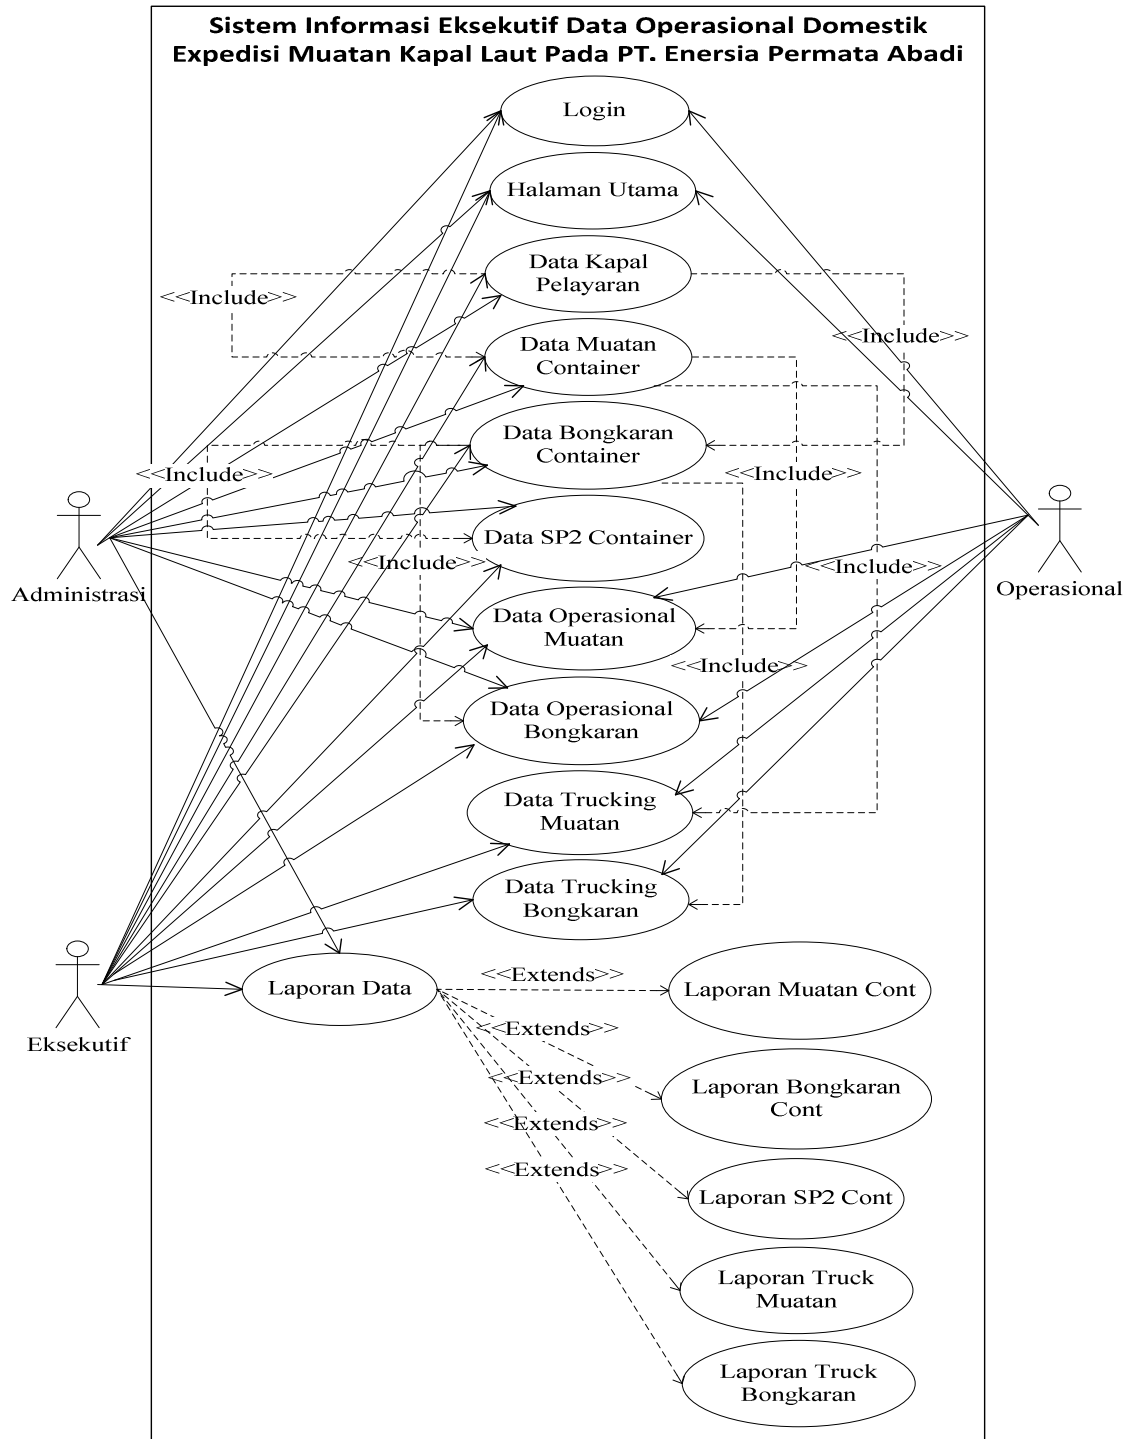 Sistem Informasi Eksekutif Data Operasional Domestik
Expedisi Muatan Kapal Laut Pada PT. Enersia Permata Abadi
Login
Halaman Utama
Data Kapal
Pelayaran
<<Include>>
<<Include>>
Data Muatan
Container
Data Bongkaran
Container
<<Include>>
<<Include>>
Data SP2 Container
<<Include>>
<<Include>>
Administrasi
Operasional
Data Operasional
Muatan
<<Include>>
Data Operasional
Bongkaran
Data Trucking
Muatan
Data Trucking
Bongkaran
Eksekutif
Laporan Data
<<Extends>>
Laporan Muatan Cont
<<Extends>>
<<Extends>>
Laporan Bongkaran
Cont
<<Extends>>
<<Extends>>
Laporan SP2 Cont
Laporan Truck
Muatan
Laporan Truck
Bongkaran